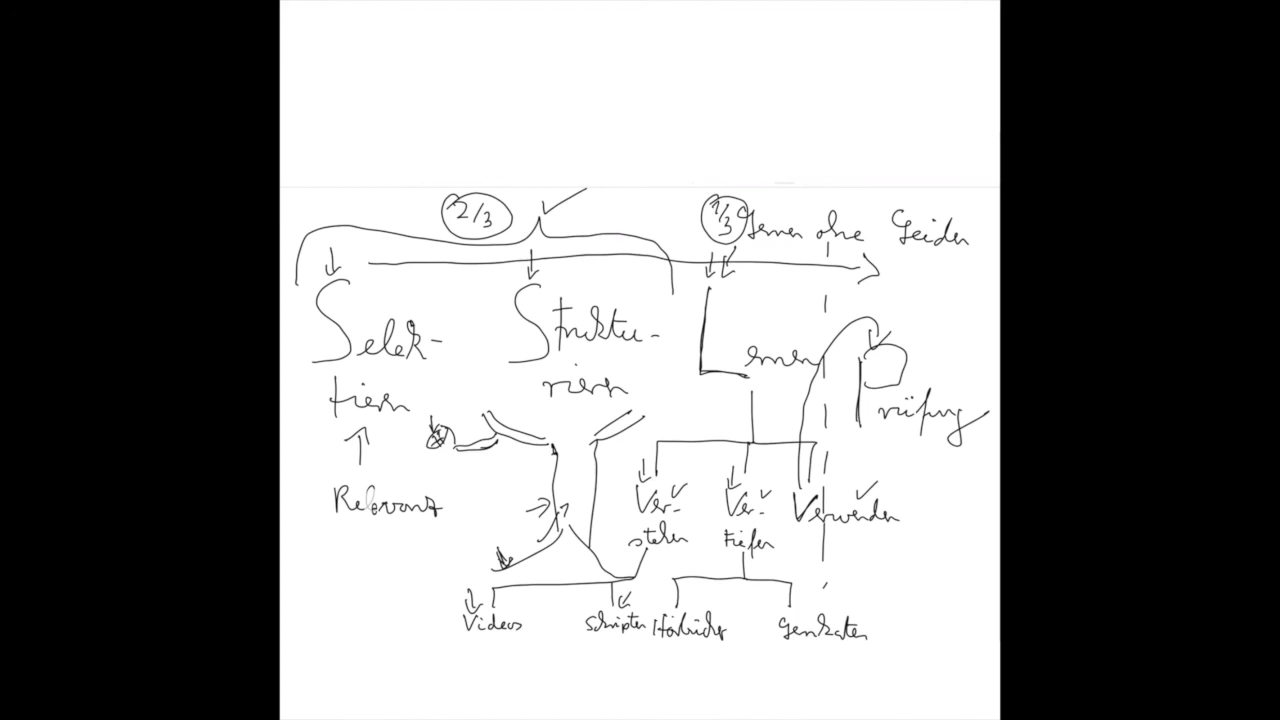 2/3
1/3 Lernen ohne Leiden
Selek-
tieren
Struktu-
rieren
Lernen
Prüfung
Relevanz
Ver-
stehen
Ver-
tiefen
Verwenden
Videos
Skripten
Hörbücher